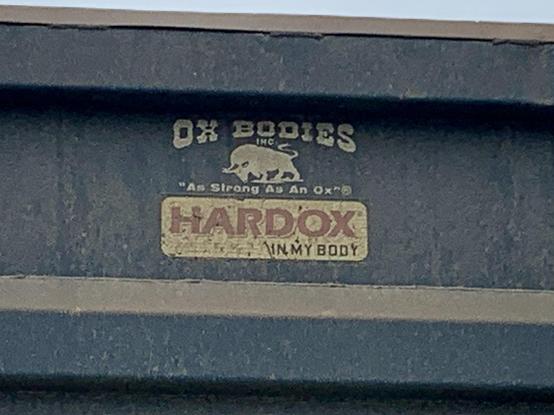 OX BODIES
INC
"As Strong As An Ox"®
HARDOX
IN MY BODY